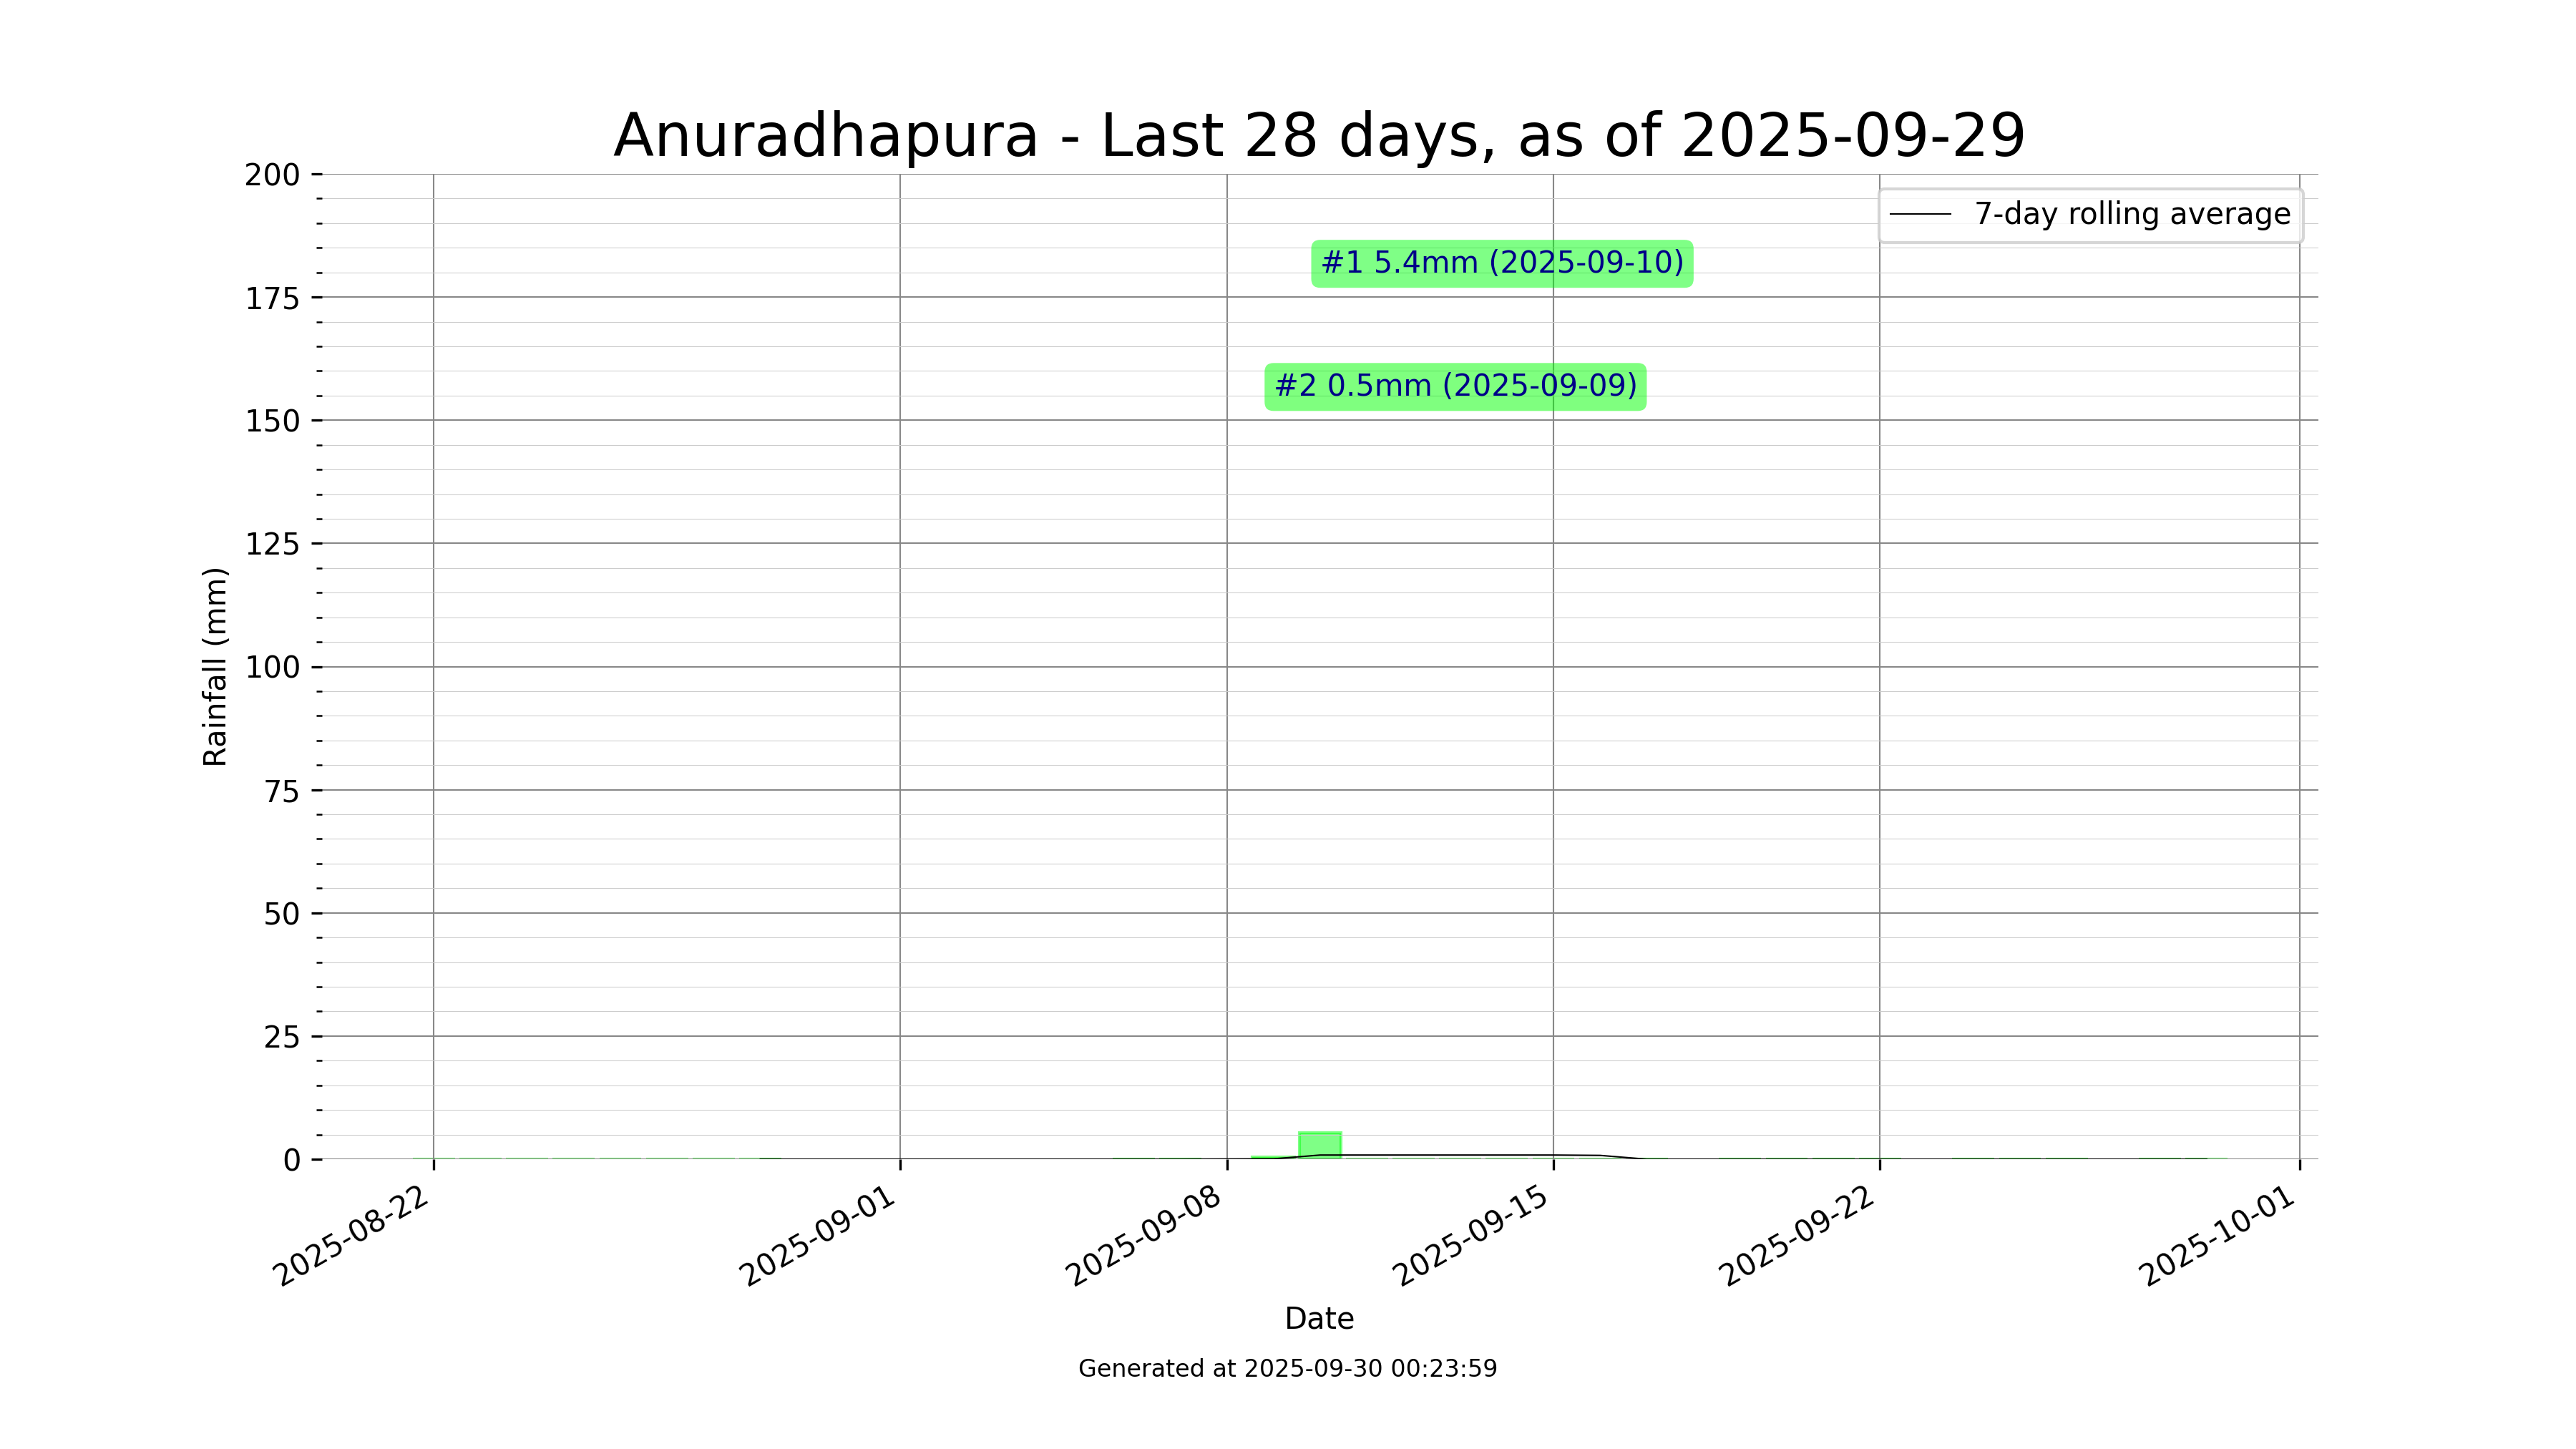 Anuradhapura - Last 28 days, as of 2025-09-29
200
175
150
125
100
75
50
25
0
Rainfall (mm)
7-day rolling average
#1 5.4mm (2025-09-10)
#2 0.5mm (2025-09-09)
2025-08-22
2025-09-01
2025-09-08
2025-09-15
2025-09-22
2025-10-01
Date
Generated at 2025-09-30 00:23:59